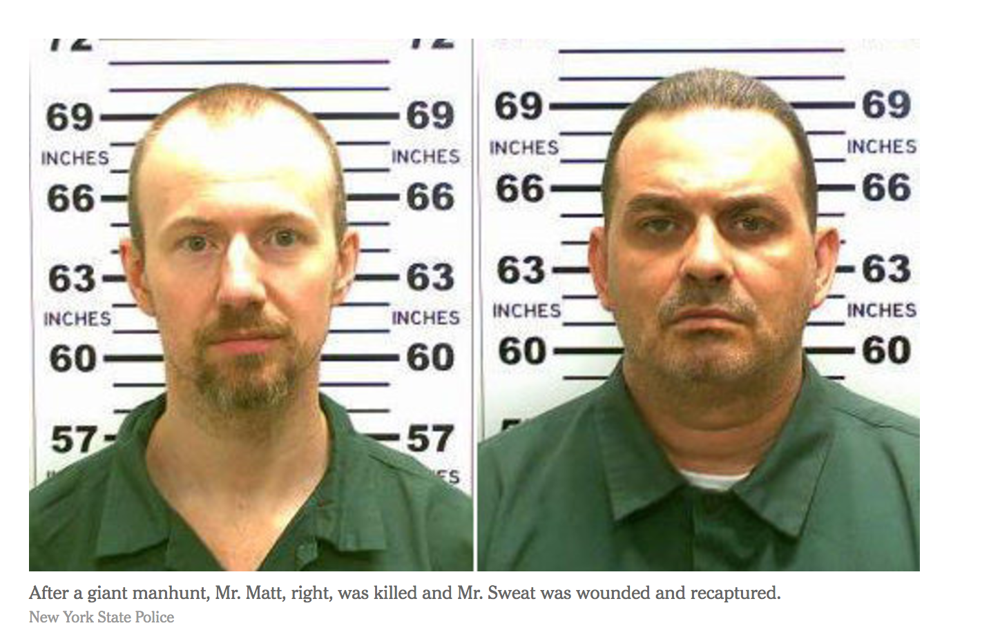 72 72
69 69 69 69
INCHES INCHES INCHES INCHES
66 66 66 66
63 63 63 63
INCHES INCHES INCHES INCHES
60 60 60 60
57 57
After a giant manhunt, Mr. Matt, right, was killed and Mr. Sweat was wounded and recaptured.
New York State Police